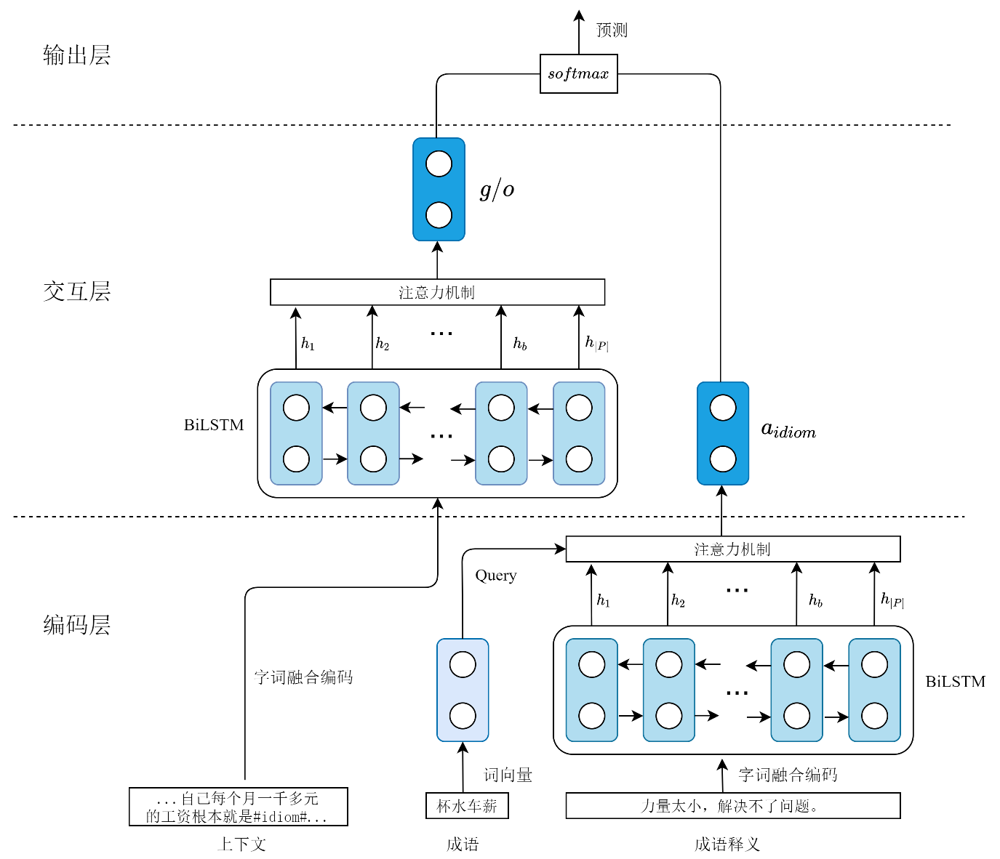 预测
输出层
softmax
g/o
交互层
注意力机制
h1
h2
...
hb
h|P|
BiLSTM
...
aidiom
注意力机制
Query
h1
h2
...
hb
h|P|
编码层
字词融合编码
...
BiLSTM
词向量
字词融合编码
...自己每个月一千多元
的工资根本就是#idiom#...
杯水车薪
力量太小，解决不了问题。
上下文
成语
成语释义